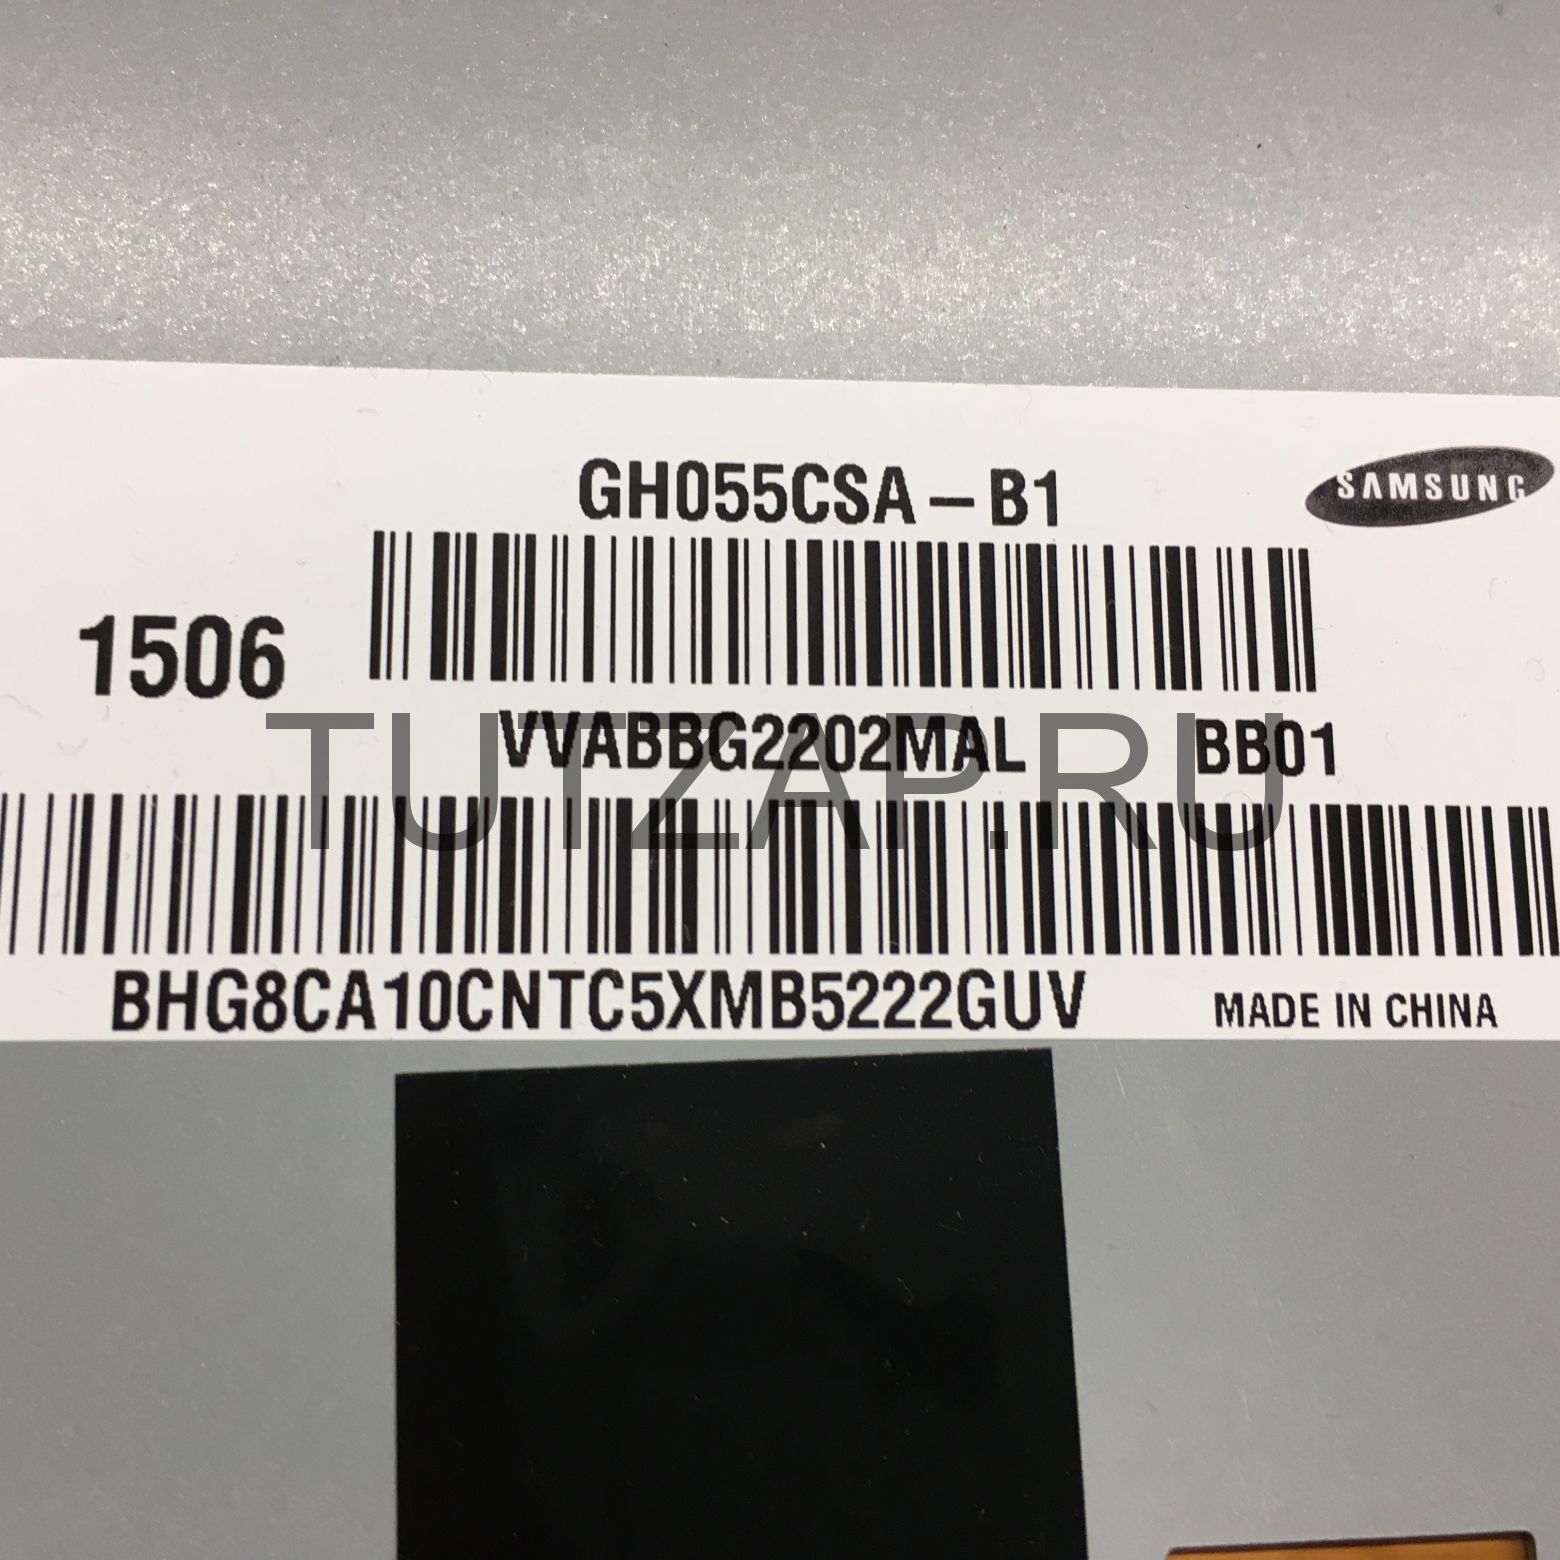 GH055CSA-B1
SAMSUNG
1506
VVABBG2202MAL BB01
TUTZAP.RU
BHG8CA10CNTC5XMB5222GUV MADE IN CHINA